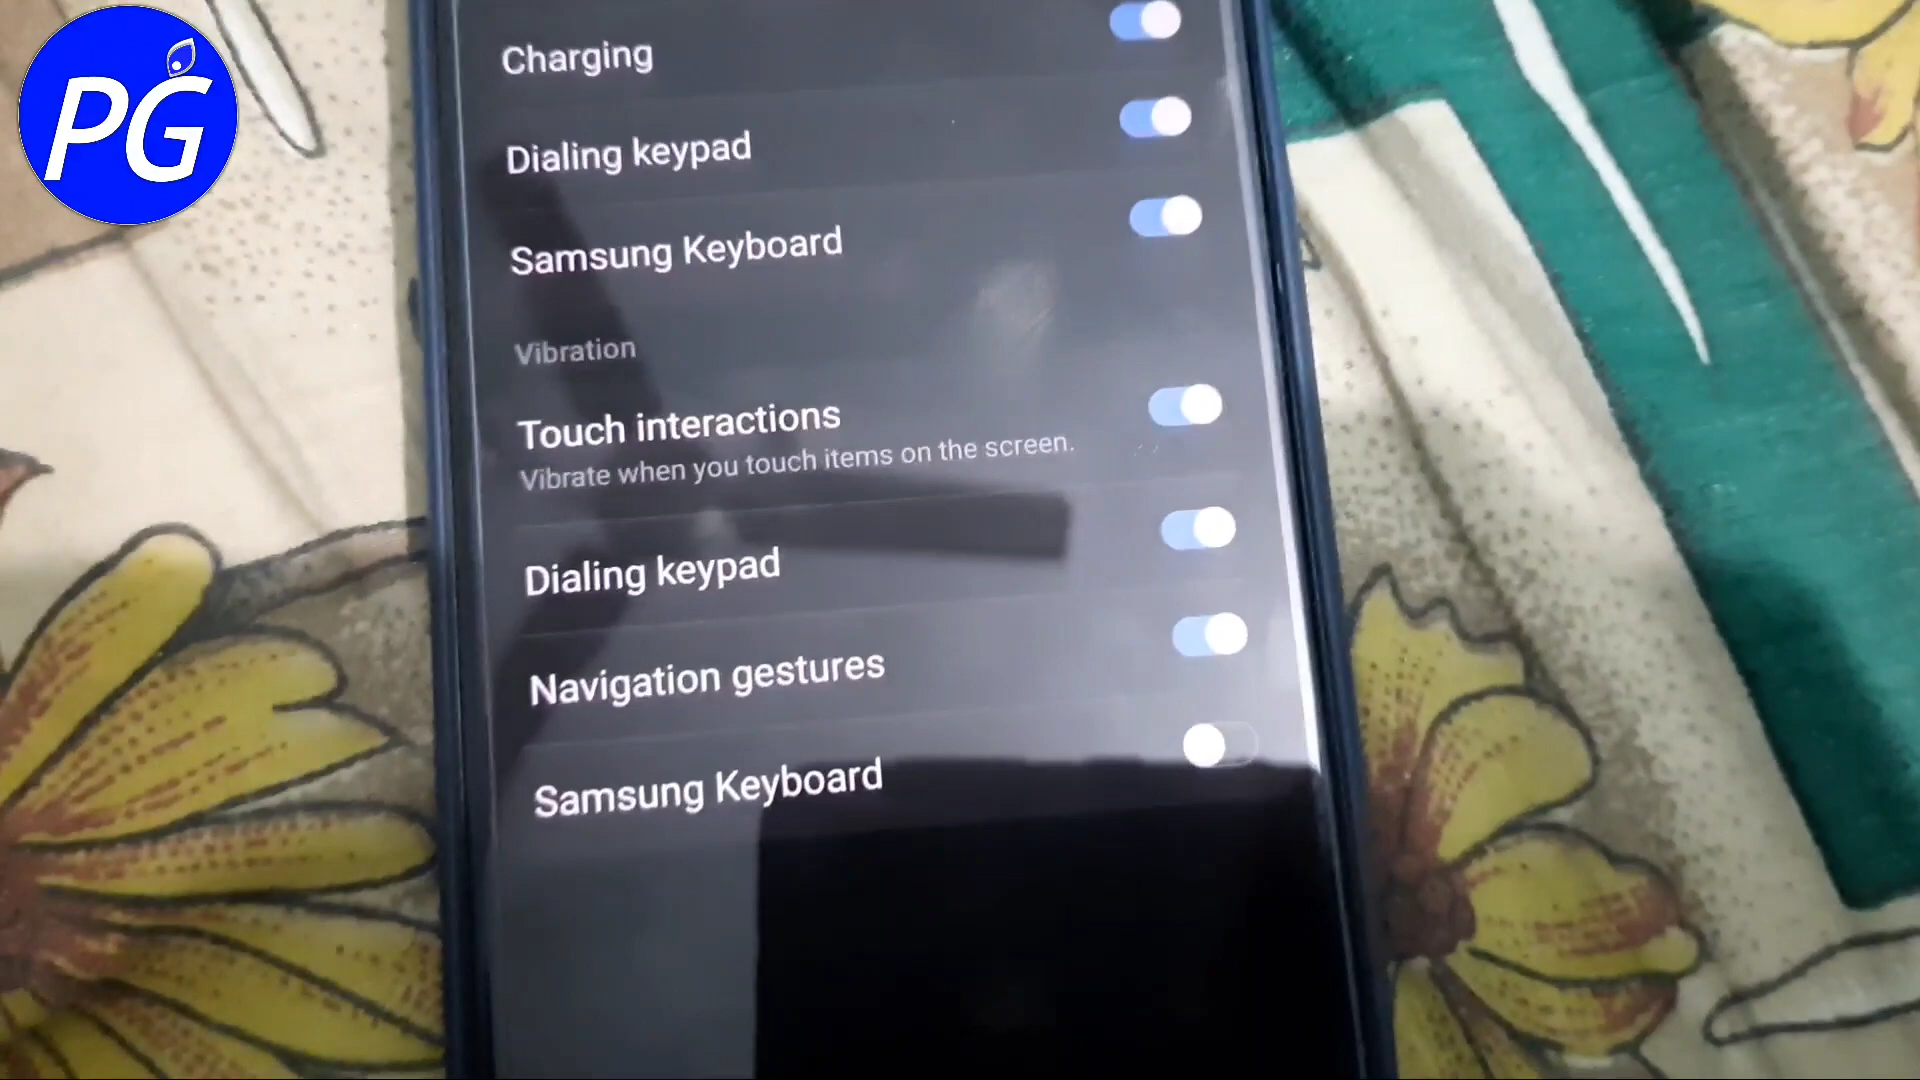 PG
Charging
Dialing keypad
Samsung Keyboard
Vibration
Touch interactions
Vibrate when you touch items on the screen.
Dialing keypad
Navigation gestures
Samsung Keyboard